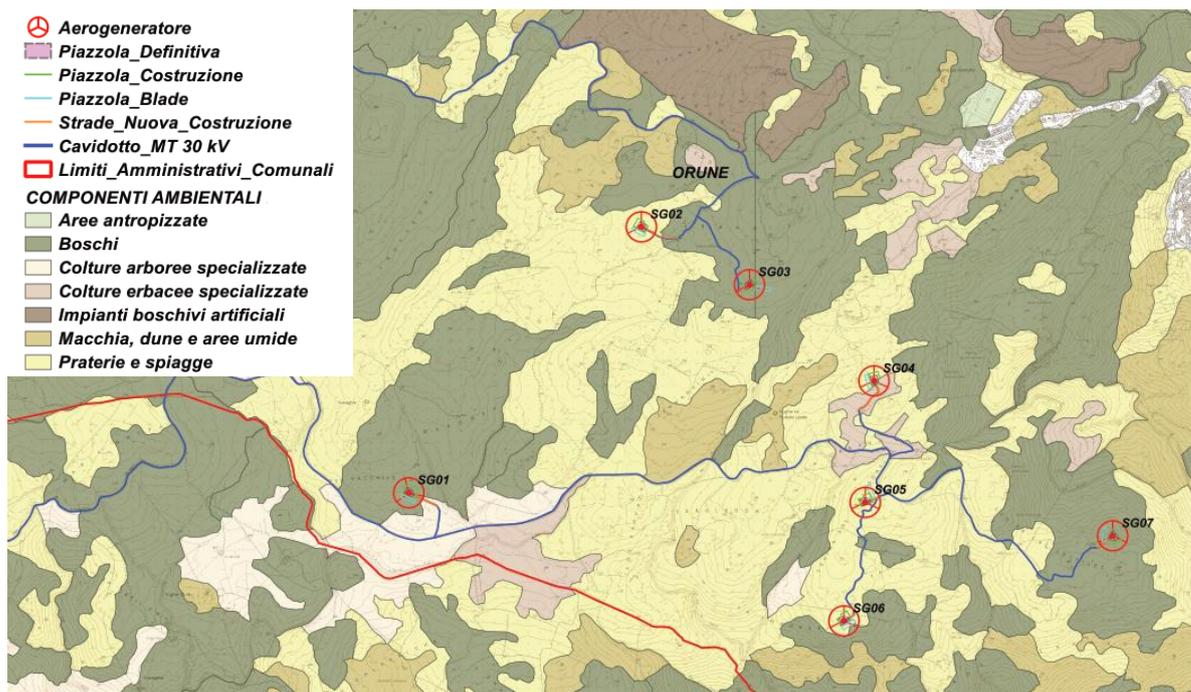 Aerogeneratore
Piazzola_Definitiva
Piazzola_Costruzione
Piazzola_Blade
Strade_Nuova_Costruzione
Cavidotto_MT 30 kV
Limiti_Amministrativi_Comunali
COMPONENTI AMBIENTALI
Aree antropizzate
Boschi
Colture arboree specializzate
Colture erbacee specializzate
Impianti boschivi artificiali
Macchia, dune e aree umide
Praterie e spiagge
ORUNE
SG02
SG03
SG04
SG01
SG05
SG07
SG06